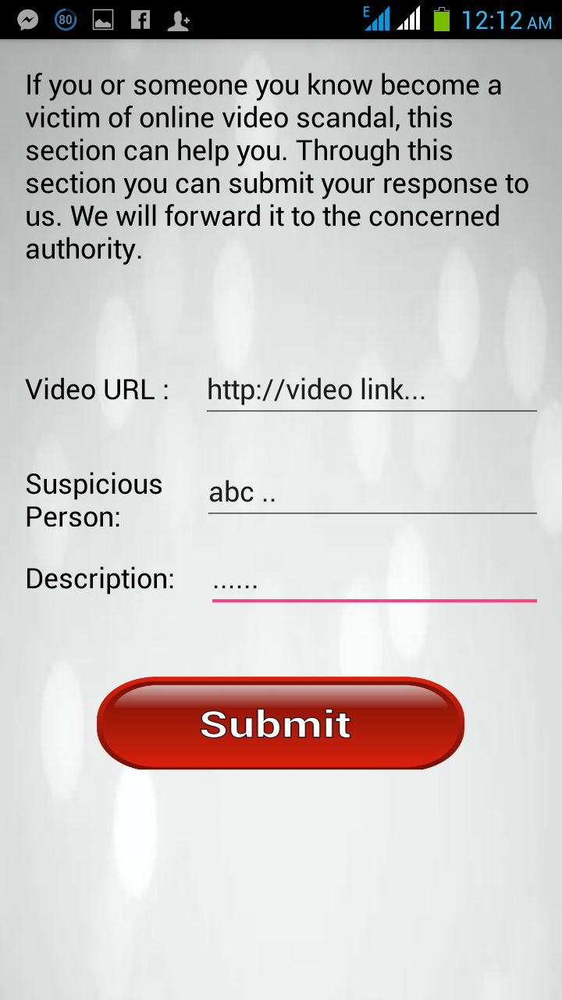 80
E
12:12 AM
If you or someone you know become a
victim of online video scandal, this
section can help you. Through this
section you can submit your response to
us. We will forward it to the concerned
authority.
Video URL :
http://video link...
Suspicious
Person:
abc ..
Description:
......
Submit